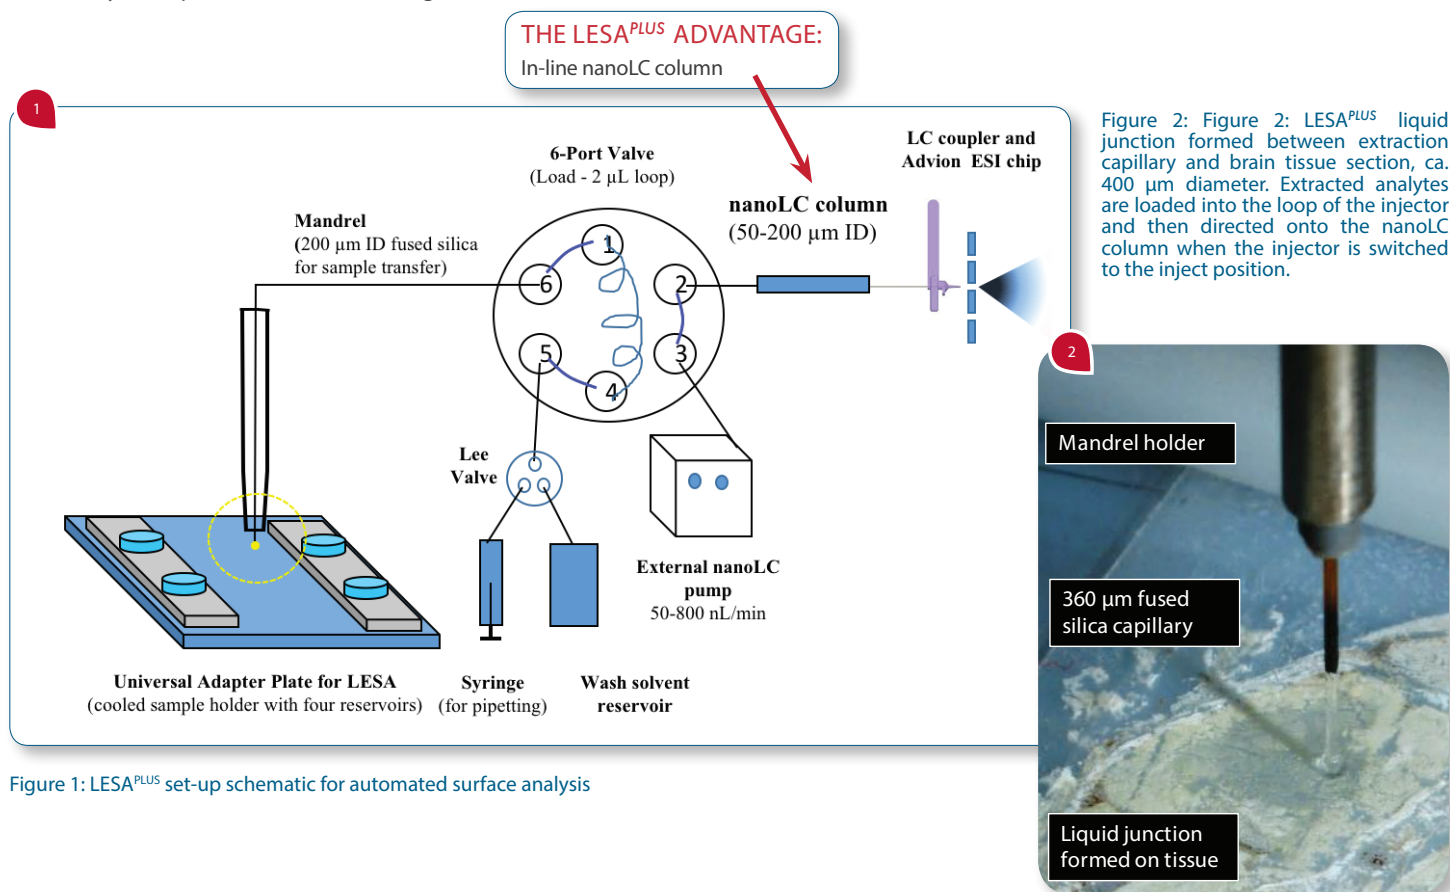 THE LESAPLUS ADVANTAGE:
In-line nanoLC column
1
6-Port Valve
(Load - 2 µL loop)
LC coupler and
Advion ESI chip
nanoLC column
(50-200 µm ID)
Mandrel
(200 µm ID fused silica
for sample transfer)
1
6
2
5
3
4
Lee
Valve
External nanoLC
pump
50-800 nL/min
Universal Adapter Plate for LESA
(cooled sample holder with four reservoirs)
Syringe
(for pipetting)
Wash solvent
reservoir
Figure 1: LESAPLUS set-up schematic for automated surface analysis
Figure 2: Figure 2: LESAPLUS liquid
junction formed between extraction
capillary and brain tissue section, ca.
400 µm diameter. Extracted analytes
are loaded into the loop of the injector
and then directed onto the nanoLC
column when the injector is switched
to the inject position.
2
Mandrel holder
360 µm fused
silica capillary
Liquid junction
formed on tissue